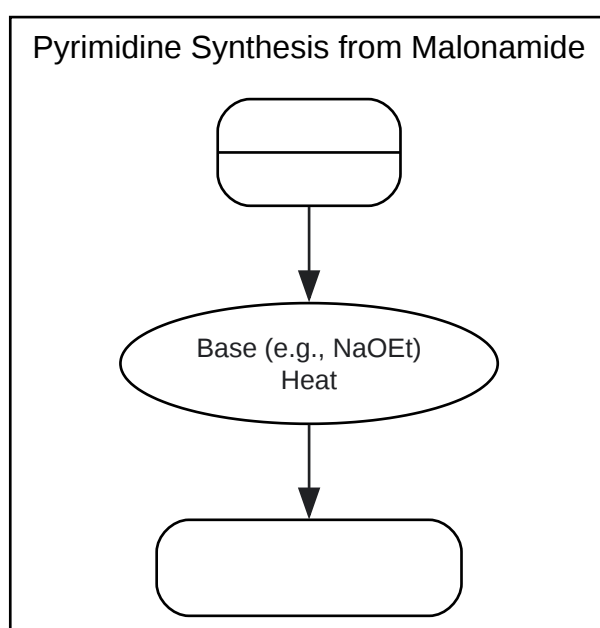 Pyrimidine Synthesis from Malonamide
Base (e.g., NaOEt)
Heat